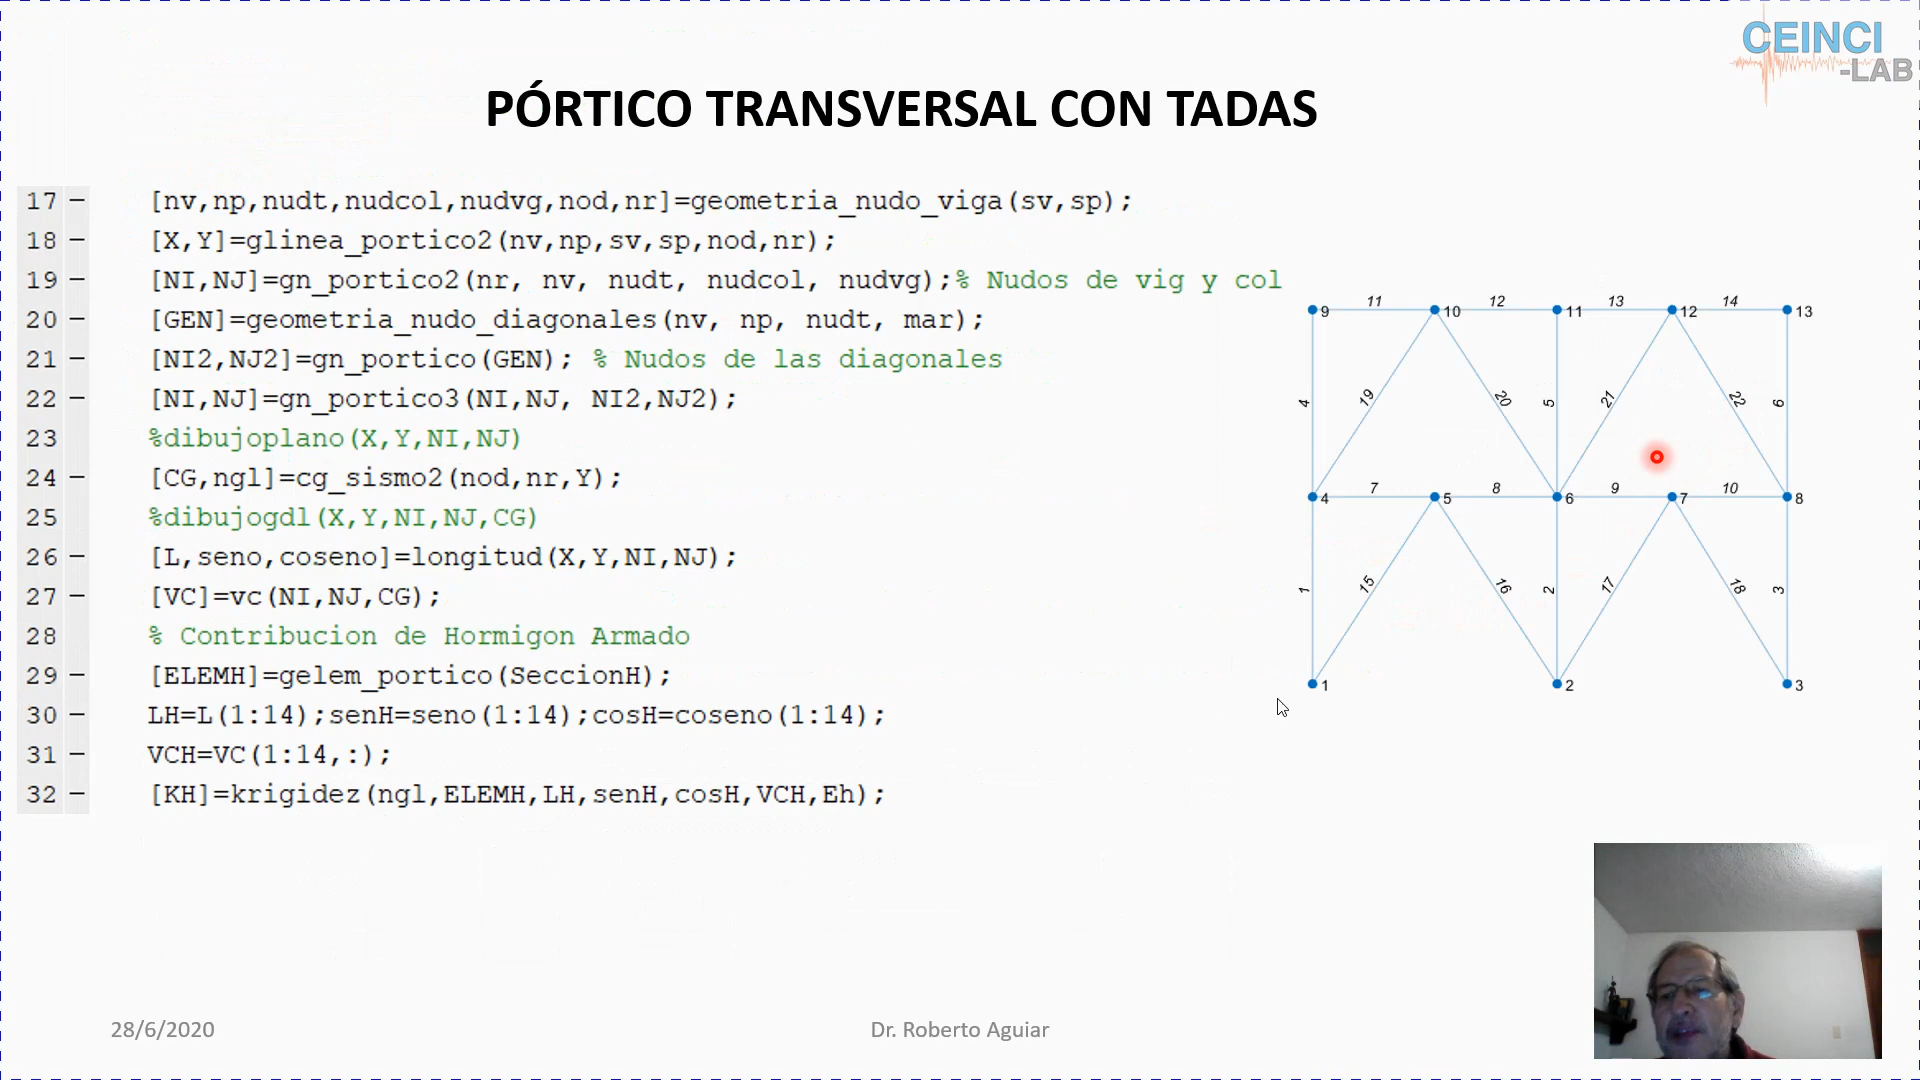 CEINCI
-LAB
PÓRTICO TRANSVERSAL CON TADAS
17 – [nv,np,nudt,nudcol,nudvg,nod,nr]=geometria_nudo_viga(sv,sp);
18 – [X,Y]=glinea_portico2(nv,np,sv,sp,nod,nr);
19 – [NI,NJ]=gn_portico2(nr, nv, nudt, nudcol, nudvg);% Nudos de vig y col
20 – [GEN]=geometria_nudo_diagonales(nv, np, nudt, mar);
21 – [NI2,NJ2]=gn_portico(GEN); % Nudos de las diagonales
22 – [NI,NJ]=gn_portico3(NI,NJ, NI2,NJ2);
23 %dibujoplano(X,Y,NI,NJ)
24 – [CG,ngl]=cg_sismo2(nod,nr,Y);
25 %dibujogdl(X,Y,NI,NJ,CG)
26 – [L,seno,coseno]=longitud(X,Y,NI,NJ);
27 – [VC]=vc(NI,NJ,CG);
28 % Contribucion de Hormigon Armado
29 – [ELEMH]=gelem_portico(SeccionH);
30 – LH=L(1:14);senH=seno(1:14);cosH=coseno(1:14);
31 – VCH=VC(1:14,:);
32 – [KH]=krigidez(ngl,ELEMH,LH,senH,cosH,VCH,Eh);
11 12 13 14
9 10 11 12 13
4 19 20 5 21 22 6
7 8 9 10
4 5 6 7 8
1 15 16 2 17 18 3
1 2 3
28/6/2020
Dr. Roberto Aguiar